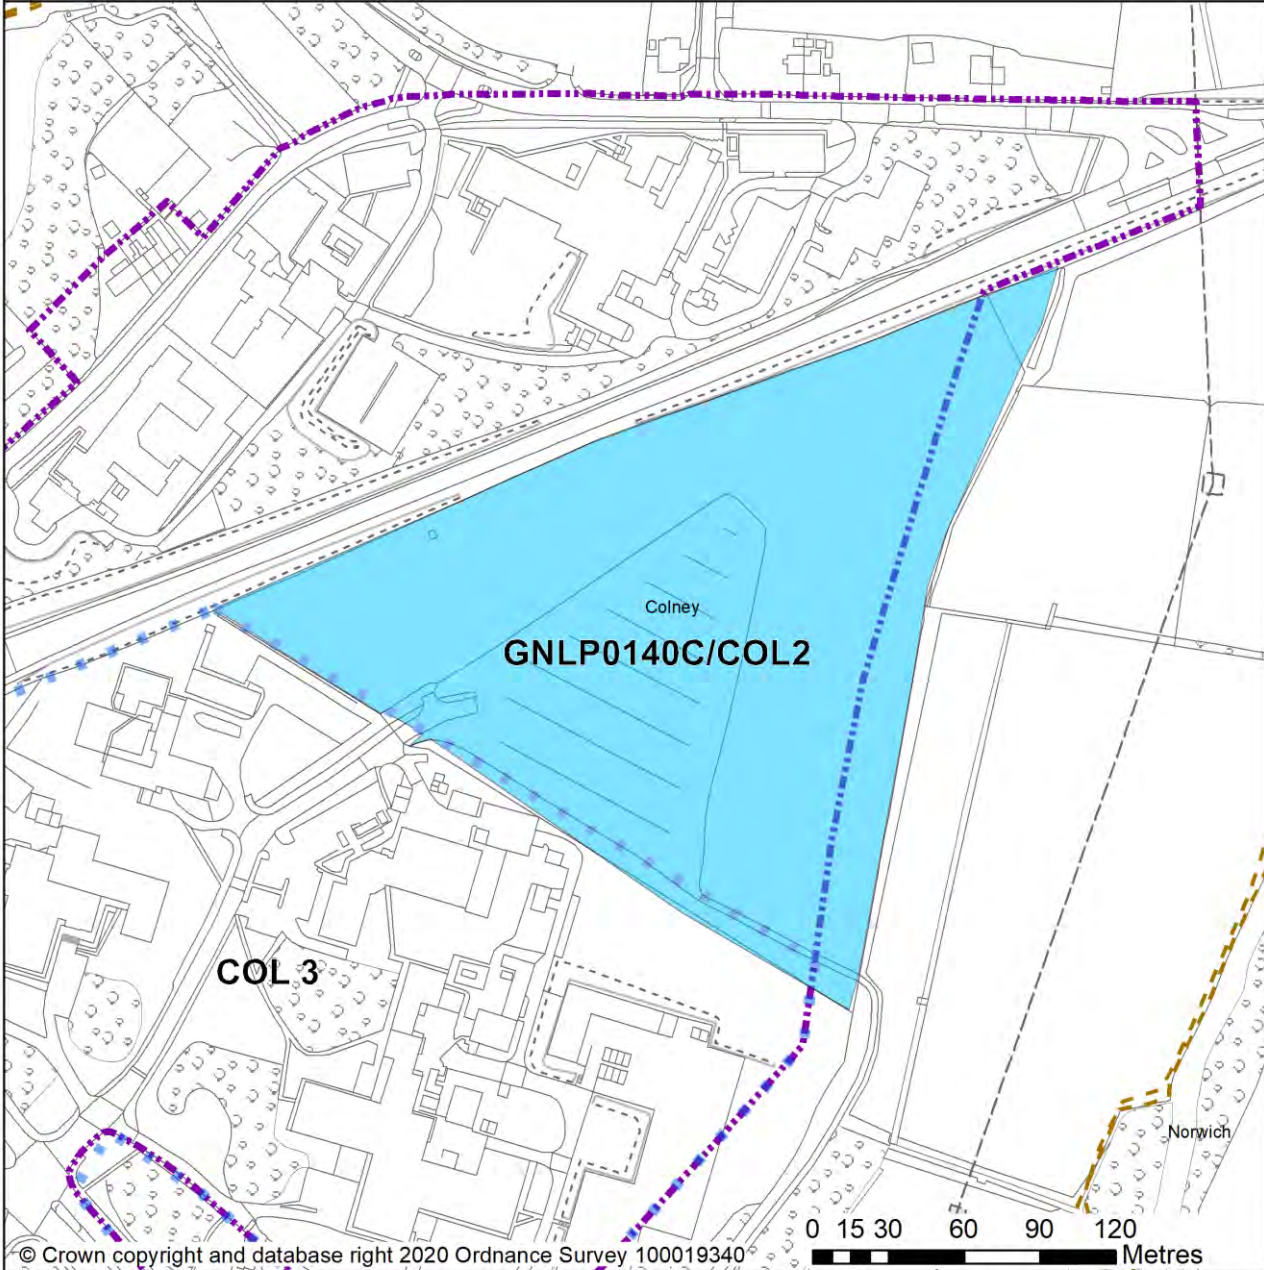 Colney
GNLP0140C/COL2
COL 3
Norwich
0 15 30 60 90 120
Metres
© Crown copyright and database right 2020 Ordnance Survey 100019340